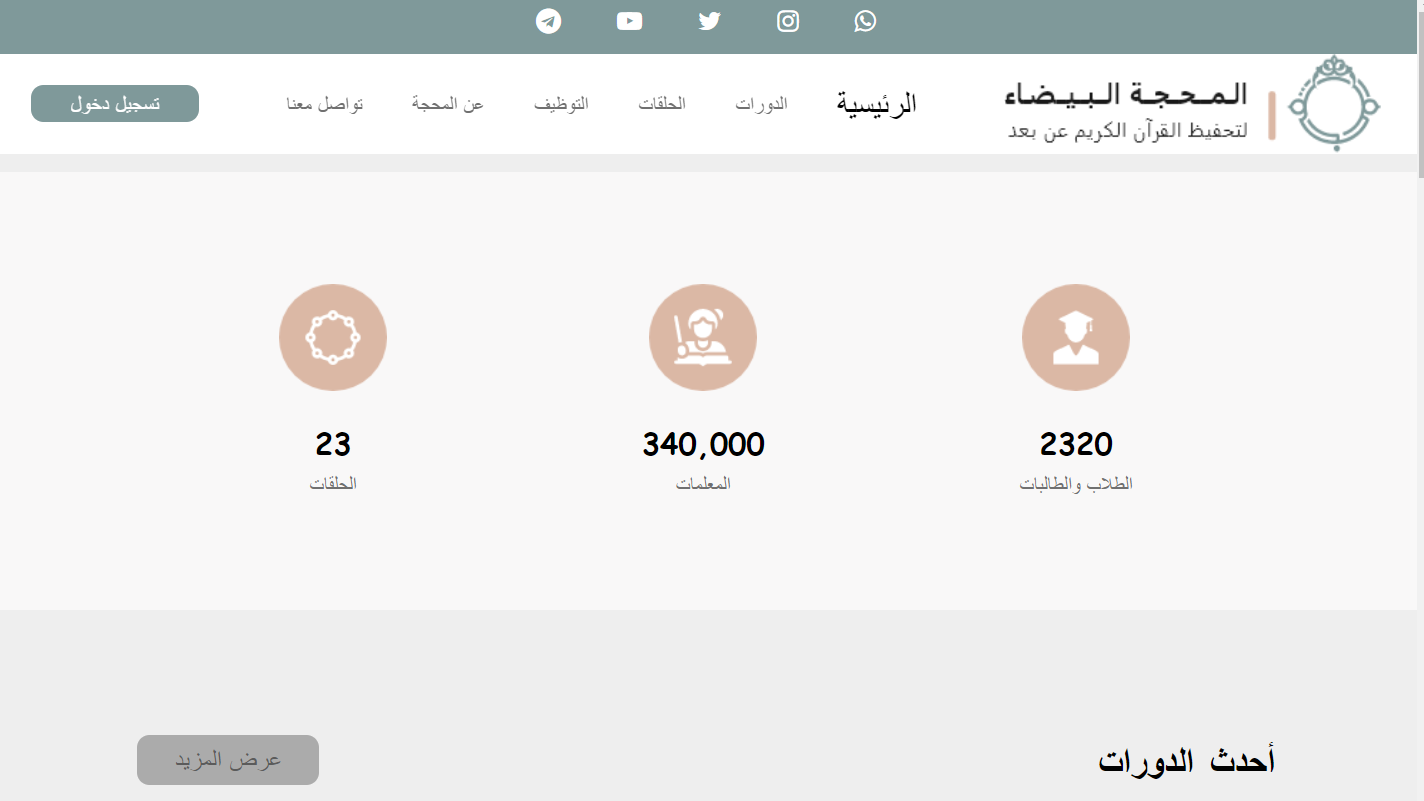 المحجة البيضاء
لتحفيظ القرآن الكريم عن بعد
الرئيسية
الدورات
الحلقات
التوظيف
عن المحجة
تواصل معنا
تسجيل دخول
2320
الطلاب والطالبات
340,000
المعلمات
23
الحلقات
أحدث الدورات
عرض المزيد